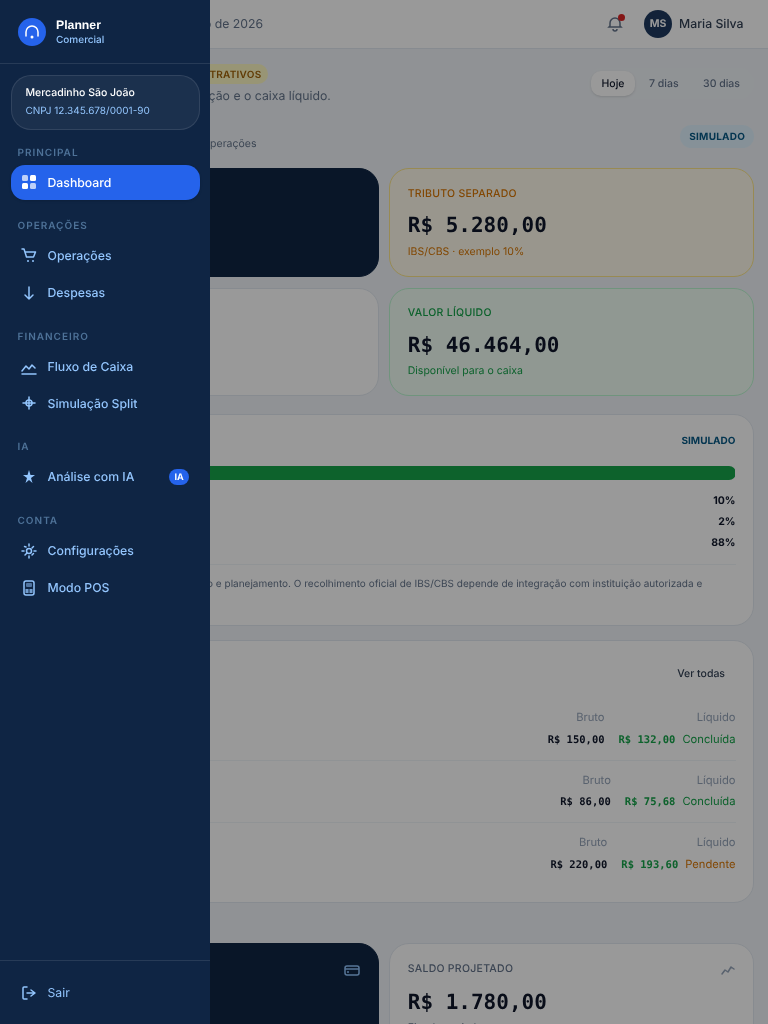 Planner
Comercial
Mercadinho São João
CNPJ 12.345.678/0001-90
PRINCIPAL
Dashboard
OPERAÇÕES
Operações
Despesas
FINANCEIRO
Fluxo de Caixa
Simulação Split
IA
Análise com IA
IA
CONTA
Configurações
Modo POS
Sair
de 2026
MS
Maria Silva
TRATIVOS
ção e o caixa líquido.
Hoje
7 dias
30 dias
perações
SIMULADO
TRIBUTO SEPARADO
R$ 5.280,00
IBS/CBS · exemplo 10%
VALOR LÍQUIDO
R$ 46.464,00
Disponível para o caixa
SIMULADO
10%
2%
88%
o e planejamento. O recolhimento oficial de IBS/CBS depende de integração com instituição autorizada e
Ver todas
Bruto Líquido
R$ 150,00 R$ 132,00 Concluída
Bruto Líquido
R$ 86,00 R$ 75,68 Concluída
Bruto Líquido
R$ 220,00 R$ 193,60 Pendente
SALDO PROJETADO
R$ 1.780,00